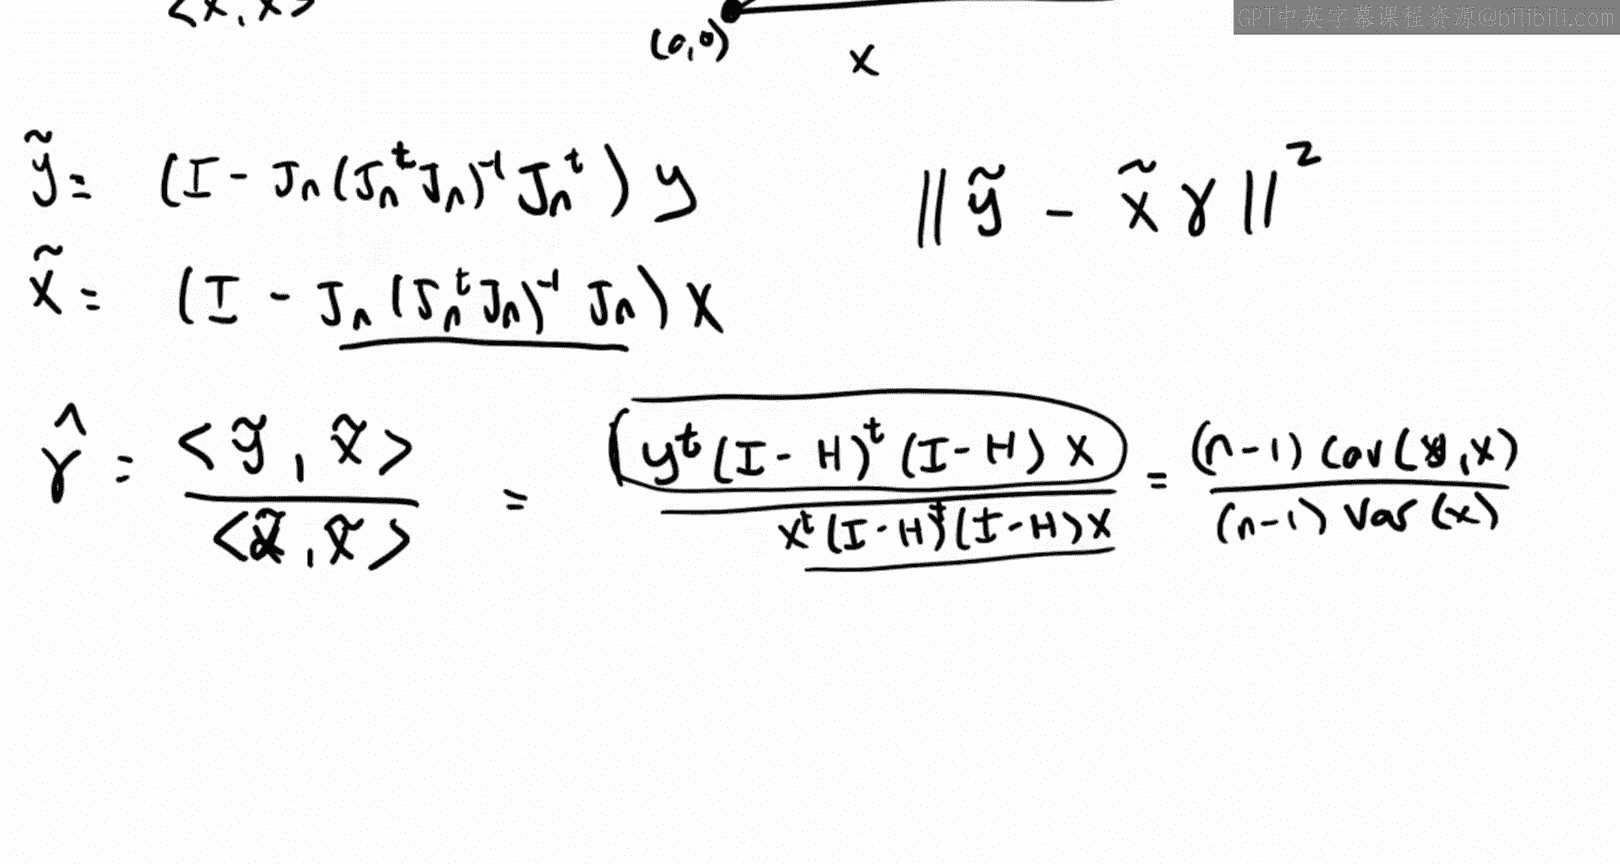 GPT中英字幕课程资源@bilibili.com
<x, x>
(0,0)
x
ỹ = (I - Jₙ(Jₙᵗ Jₙ)⁻¹ Jₙᵗ) y
|| ỹ - x̃ γ ||²
x̃ = (I - Jₙ(Jₙᵗ Jₙ)⁻¹ Jₙ) x
γ̂ = <ỹ, x̃> / <x̃, x̃> = yᵗ(I - H)ᵗ(I - H) x / xᵗ(I - H)ᵗ(I - H) x = (n-1) Cov(y, x) / (n-1) Var(x)